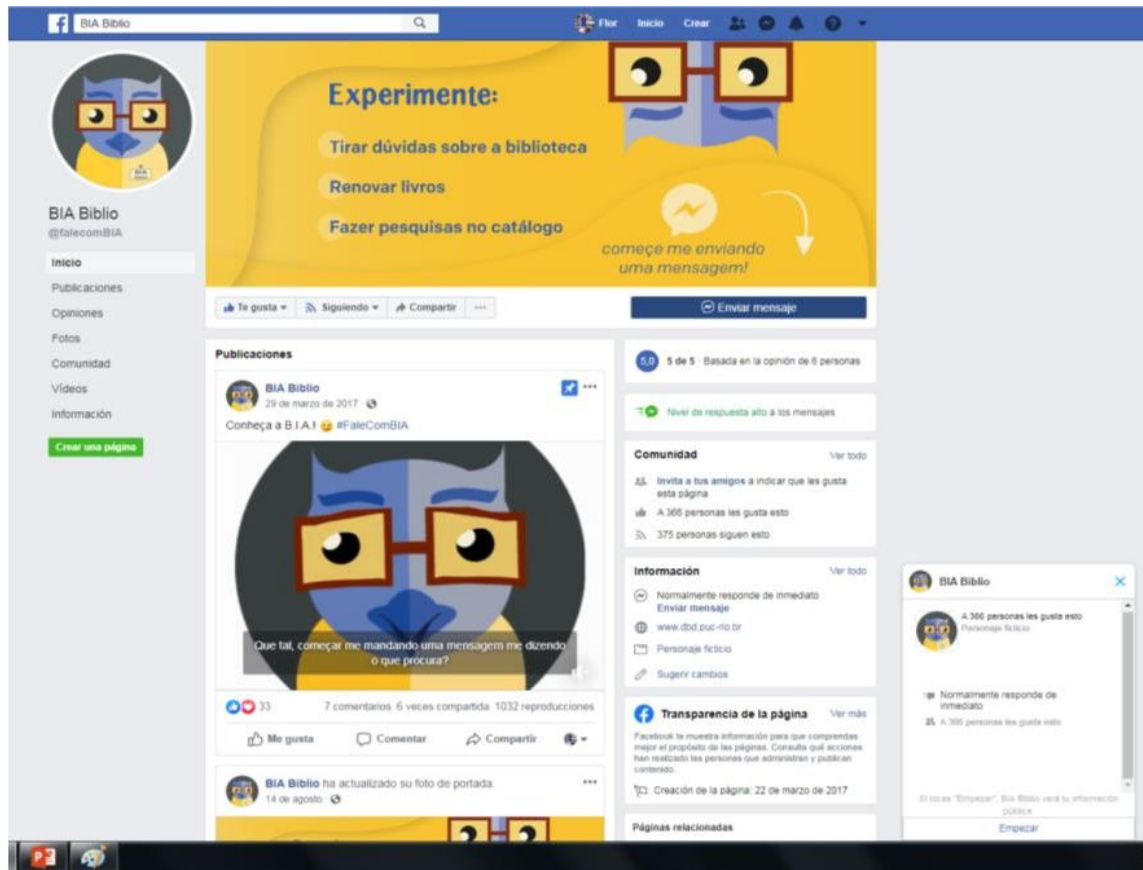 BIA Biblio
Flor Inicio Crear
BIA Biblio
@falecomBIA
Inicio
Publicaciones
Opiniones
Fotos
Comunidad
Vídeos
Información
Crear una página
Experimente:
Tirar dúvidas sobre a biblioteca
Renovar livros
Fazer pesquisas no catálogo
começe me enviando
uma mensagem!
Te gusta Siguiendo Compartir ...
Enviar mensaje
Publicaciones
BIA Biblio
29 de marzo de 2017
Conheça a B.I.A.! #FaleComBIA
Que tal, começar me mandando uma mensagem me dizendo
o que procura?
33 7 comentarios 6 veces compartida 1032 reproducciones
Me gusta Comentar Compartir
BIA Biblio ha actualizado su foto de portada.
14 de agosto
5,0 5 de 5 · Basada en la opinión de 6 personas
Nivel de respuesta alto a los mensajes
Comunidad Ver todo
Invita a tus amigos a indicar que les gusta
esta página
A 366 personas les gusta esto
375 personas siguen esto
Información Ver todo
Normalmente responde de inmediato
Enviar mensaje
www.dbd.puc-rio.br
Personaje ficticio
Sugerir cambios
Transparencia de la página Ver más
Facebook te muestra información para que comprendas
mejor el propósito de las páginas. Consulta qué acciones
han realizado las personas que administran y publican
contenido.
Creación de la página: 22 de marzo de 2017
Páginas relacionadas
BIA Biblio
A 366 personas les gusta esto
Personaje ficticio
Normalmente responde de
inmediato
A 366 personas les gusta esto
Si tocas "Empezar", BIA Biblio verá tu información
pública.
Empezar